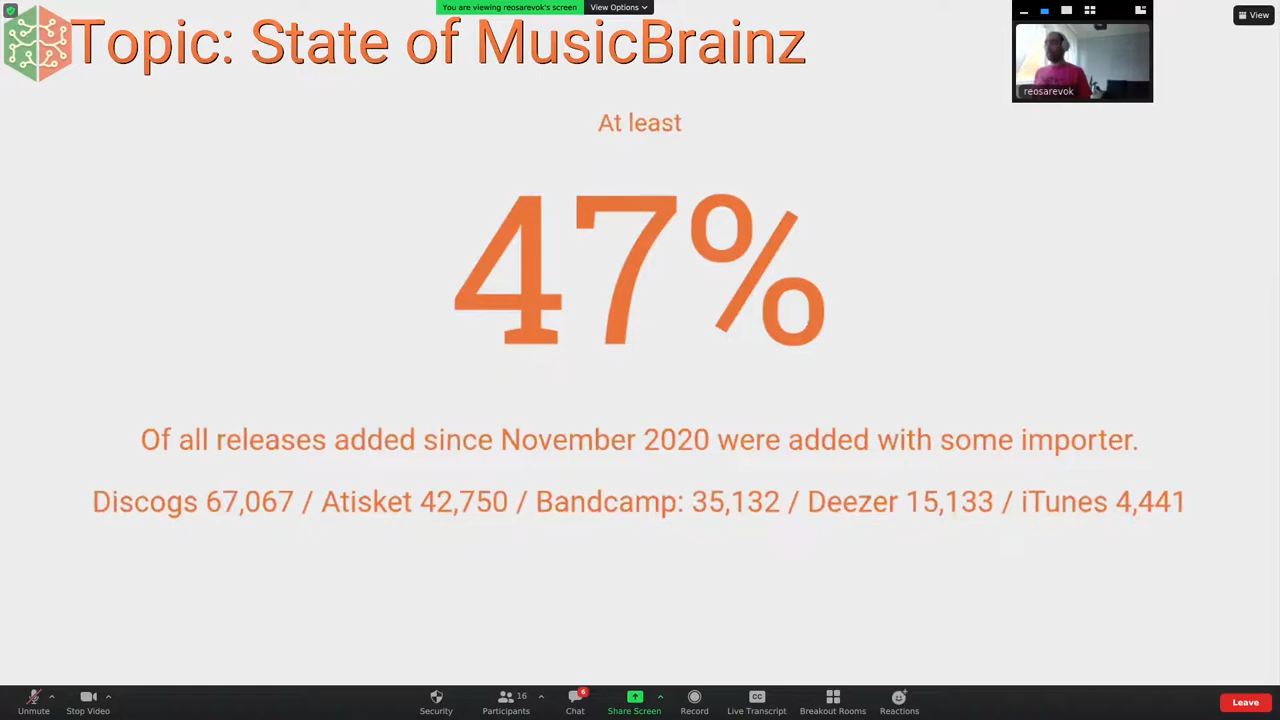 You are viewing reosarevok's screen
View Options
View
Topic: State of MusicBrainz
reosarevok
At least
47%
Of all releases added since November 2020 were added with some importer.
Discogs 67,067 / Atisket 42,750 / Bandcamp: 35,132 / Deezer 15,133 / iTunes 4,441
Unmute
Stop Video
Security
Participants
16
Chat
6
Share Screen
Record
CC
Live Transcript
Breakout Rooms
Reactions
Leave